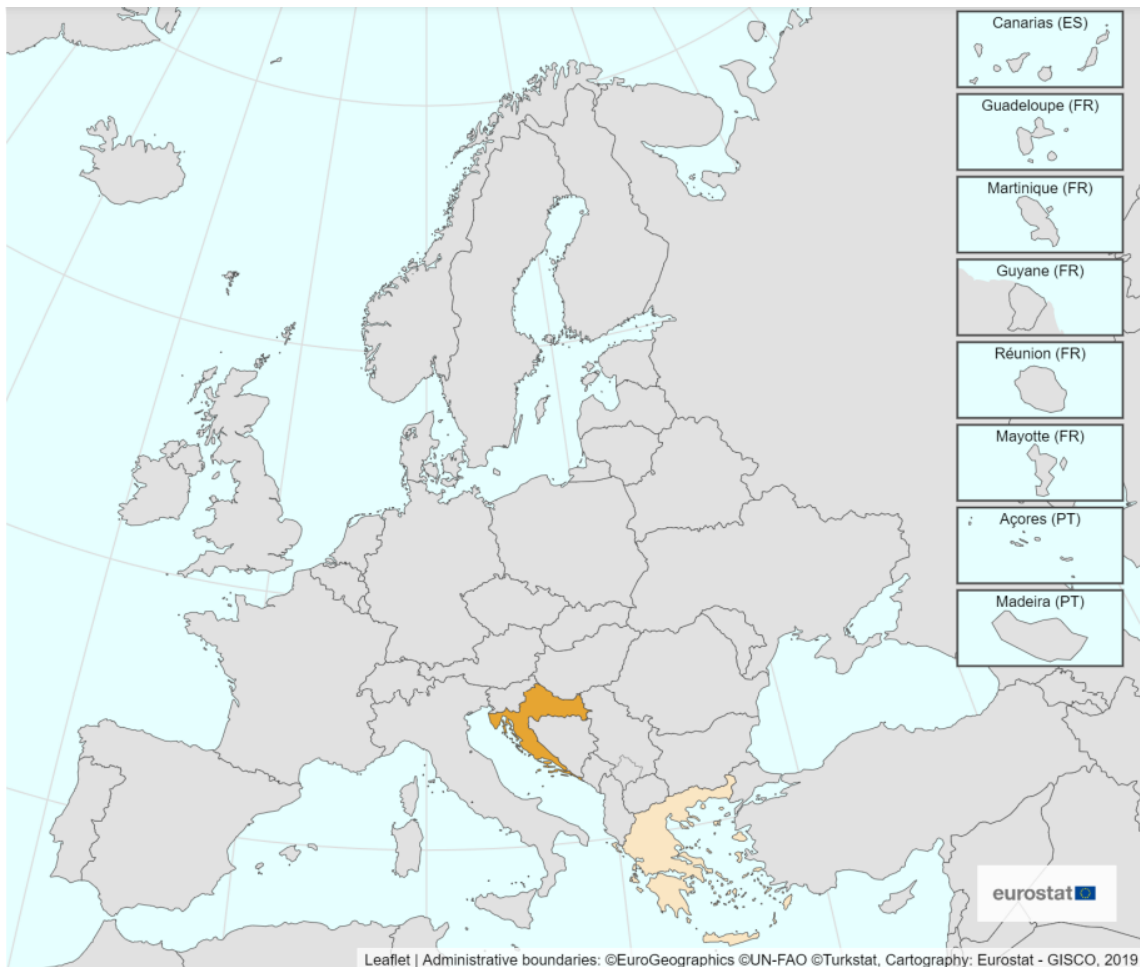 Canarias (ES)
Guadeloupe (FR)
Martinique (FR)
Guyane (FR)
Réunion (FR)
Mayotte (FR)
Açores (PT)
Madeira (PT)
eurostat
Leaflet | Administrative boundaries: ©EuroGeographics ©UN-FAO ©Turkstat, Cartography: Eurostat - GISCO, 2019